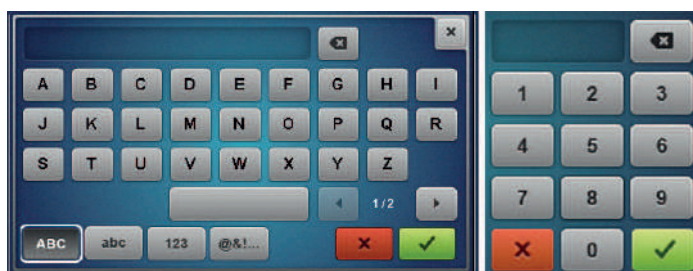 A B C D E F G H I
J K L M N O P Q R
S T U V W X Y Z
1/2
ABC abc 123 @&!...
1 2 3
4 5 6
7 8 9
0